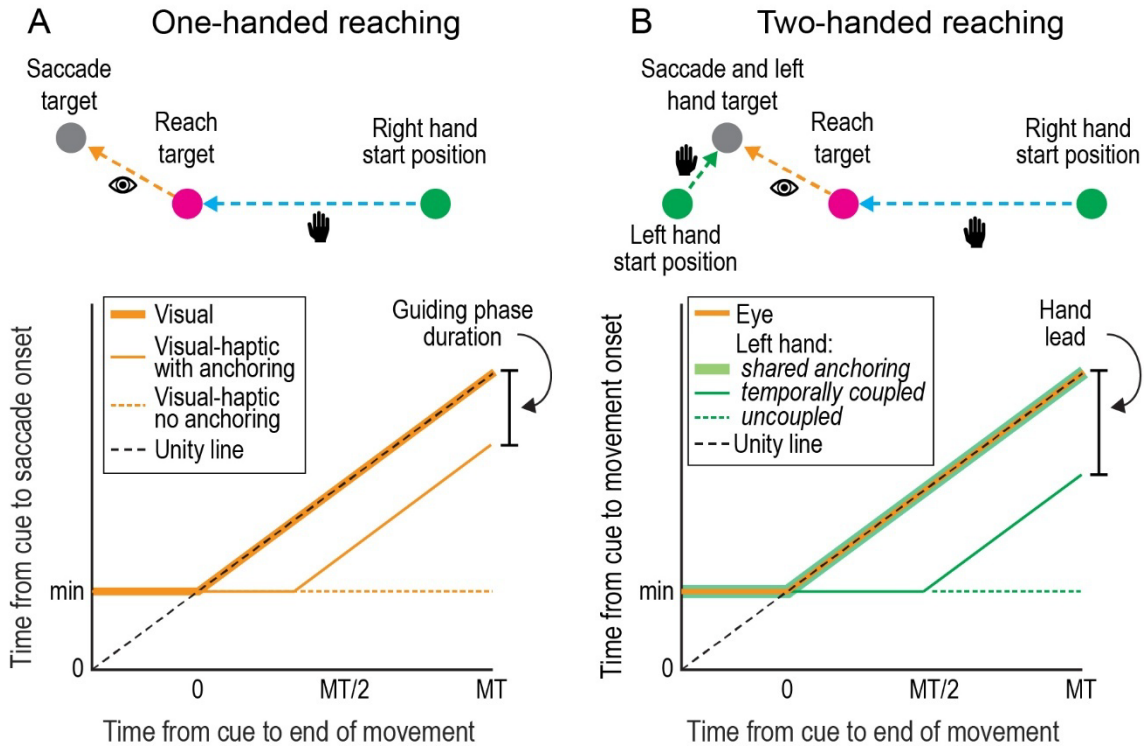 A
One-handed reaching
Saccade
target
Reach
target
Right hand
start position
Visual
Visual-haptic
with anchoring
Visual-haptic
no anchoring
Unity line
Guiding phase
duration
Time from cue to saccade onset
min
0
0
MT/2
MT
Time from cue to end of movement
B
Two-handed reaching
Saccade and left
hand target
Reach
target
Right hand
start position
Left hand
start position
Eye
Left hand:
shared anchoring
temporally coupled
uncoupled
Unity line
Hand
lead
Time from cue to movement onset
min
0
0
MT/2
MT
Time from cue to end of movement